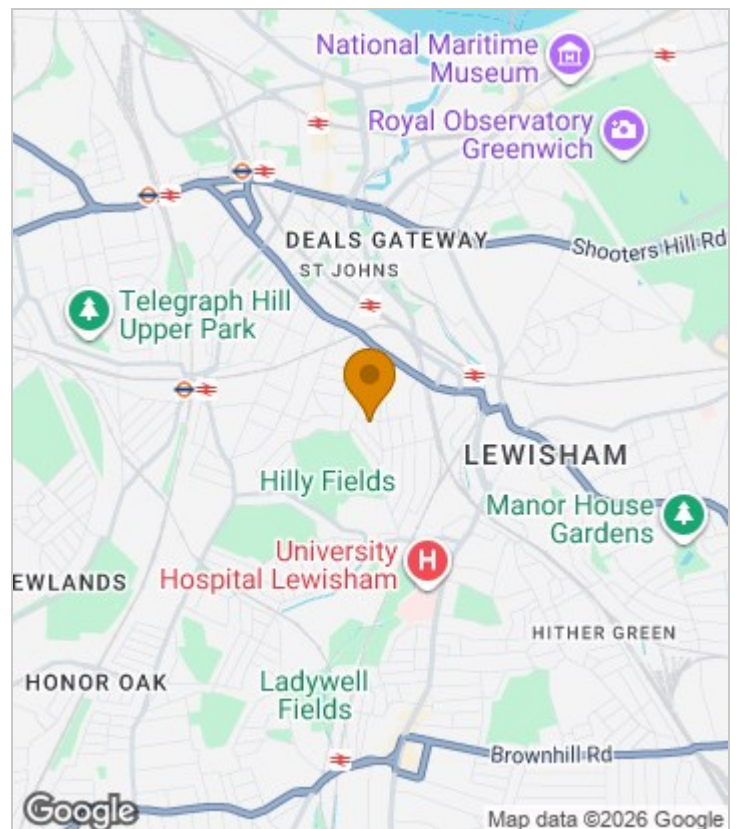 National Maritime
Museum
Royal Observatory
Greenwich
DEALS GATEWAY
Shooters Hill Rd
ST JOHNS
Telegraph Hill
Upper Park
LEWISHAM
Hilly Fields
Manor House
Gardens
University
Hospital Lewisham
H
EWLANDS
HITHER GREEN
HONOR OAK
Ladywell
Fields
Brownhill Rd
Google
Map data ©2026 Google